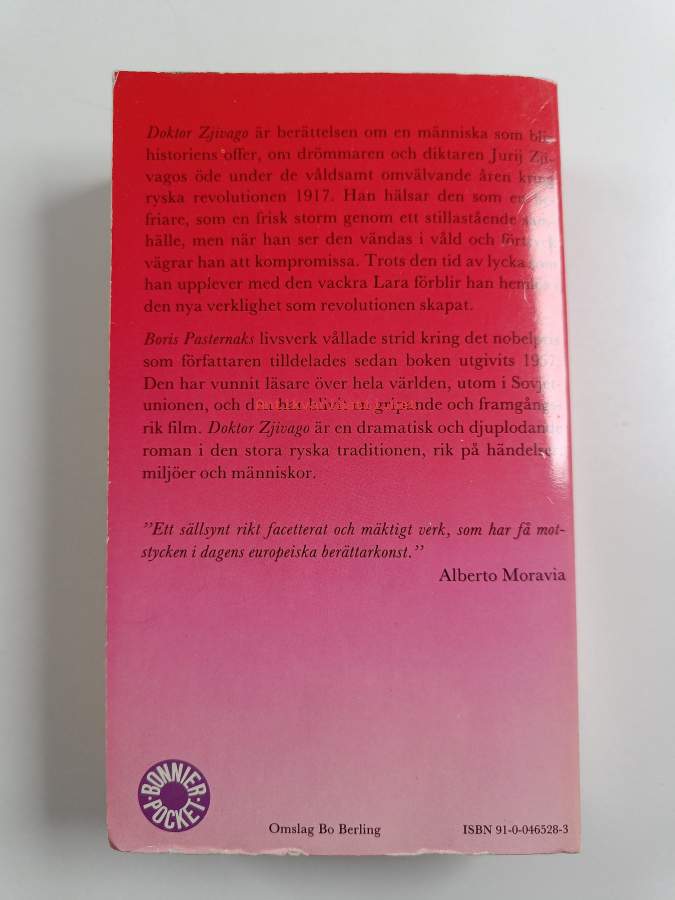 Doktor Zjivago är berättelsen om en människa som blir
historiens offer, om drömmaren och diktaren Jurij Zji-
vagos öde under de våldsamt omvälvande åren kring
ryska revolutionen 1917. Han hälsar den som en be-
friare, som en frisk storm genom ett stillastående sam-
hälle, men när han ser den vändas i våld och förtryck
vägrar han att kompromissa. Trots den tid av lycka som
han upplever med den vackra Lara förblir han hemlös i
den nya verklighet som revolutionen skapat.
Boris Pasternaks livsverk vållade strid kring det nobelpris
som författaren tilldelades sedan boken utgivits 1957.
Den har vunnit läsare över hela världen, utom i Sovjet-
unionen, och den har blivit en gripande och framgångs-
rik film. Doktor Zjivago är en dramatisk och djuplodande
roman i den stora ryska traditionen, rik på händelser,
miljöer och människor.
”Ett sällsynt rikt facetterat och mäktigt verk, som har få mot-
stycken i dagens europeiska berättarkonst.”
Alberto Moravia
BONNIER·POCKET·
Omslag Bo Berling
ISBN 91-0-046528-3